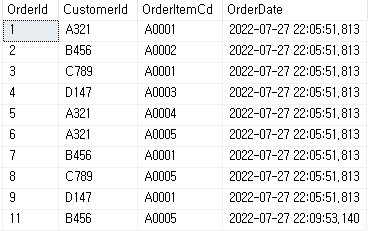 OrderId CustomerId OrderItemCd OrderDate
1 A321 A0001 2022-07-27 22:05:51,813
2 B456 A0002 2022-07-27 22:05:51,813
3 C789 A0001 2022-07-27 22:05:51,813
4 D147 A0003 2022-07-27 22:05:51,813
5 A321 A0004 2022-07-27 22:05:51,813
6 A321 A0005 2022-07-27 22:05:51,813
7 B456 A0001 2022-07-27 22:05:51,813
8 C789 A0005 2022-07-27 22:05:51,813
9 D147 A0001 2022-07-27 22:05:51,813
11 B456 A0005 2022-07-27 22:09:53,140